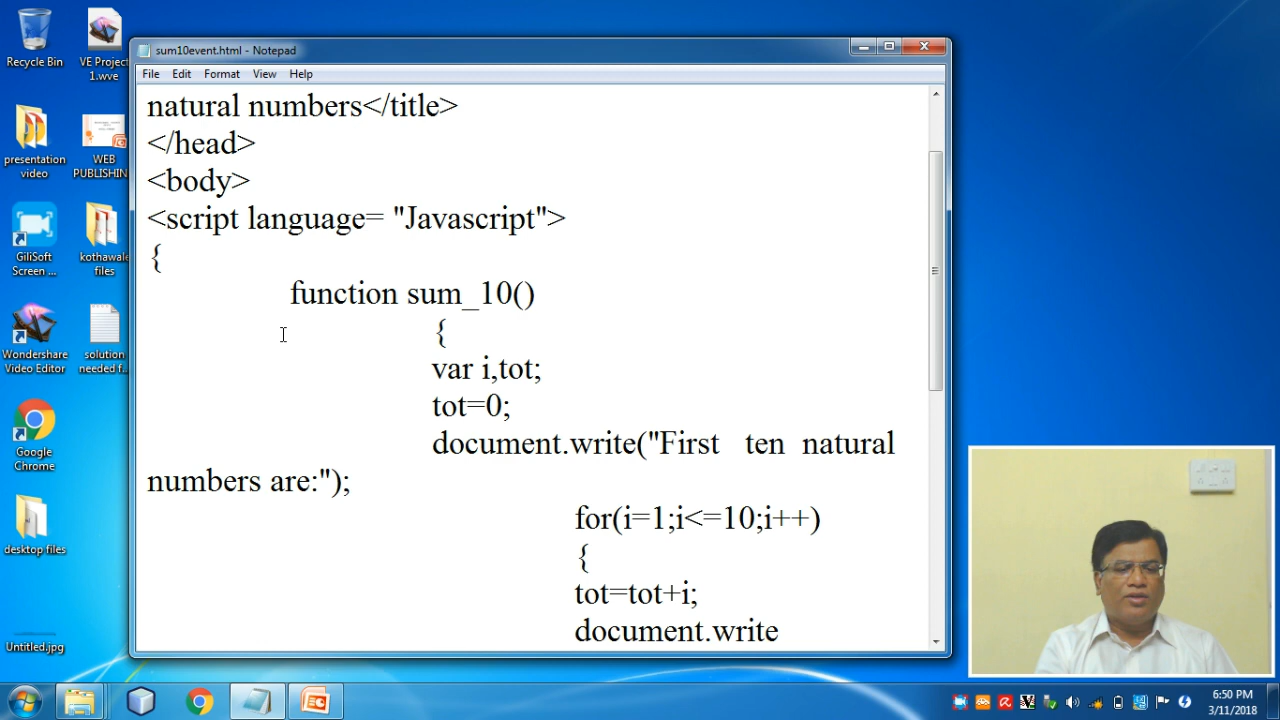 Recycle Bin
VE Project
1.wve
presentation
video
WEB
PUBLISHIN
GiliSoft
Screen ...
kothawale
files
Wondershare
Video Editor
solution
needed f...
Google
Chrome
desktop files
Untitled.jpg
sum10event.html - Notepad
File Edit Format View Help
natural numbers</title>
</head>
<body>
<script language= "Javascript">
{
function sum_10()
{
var i,tot;
tot=0;
document.write("First ten natural
numbers are:");
for(i=1;i<=10;i++)
{
tot=tot+i;
document.write
6:50 PM
3/11/2018